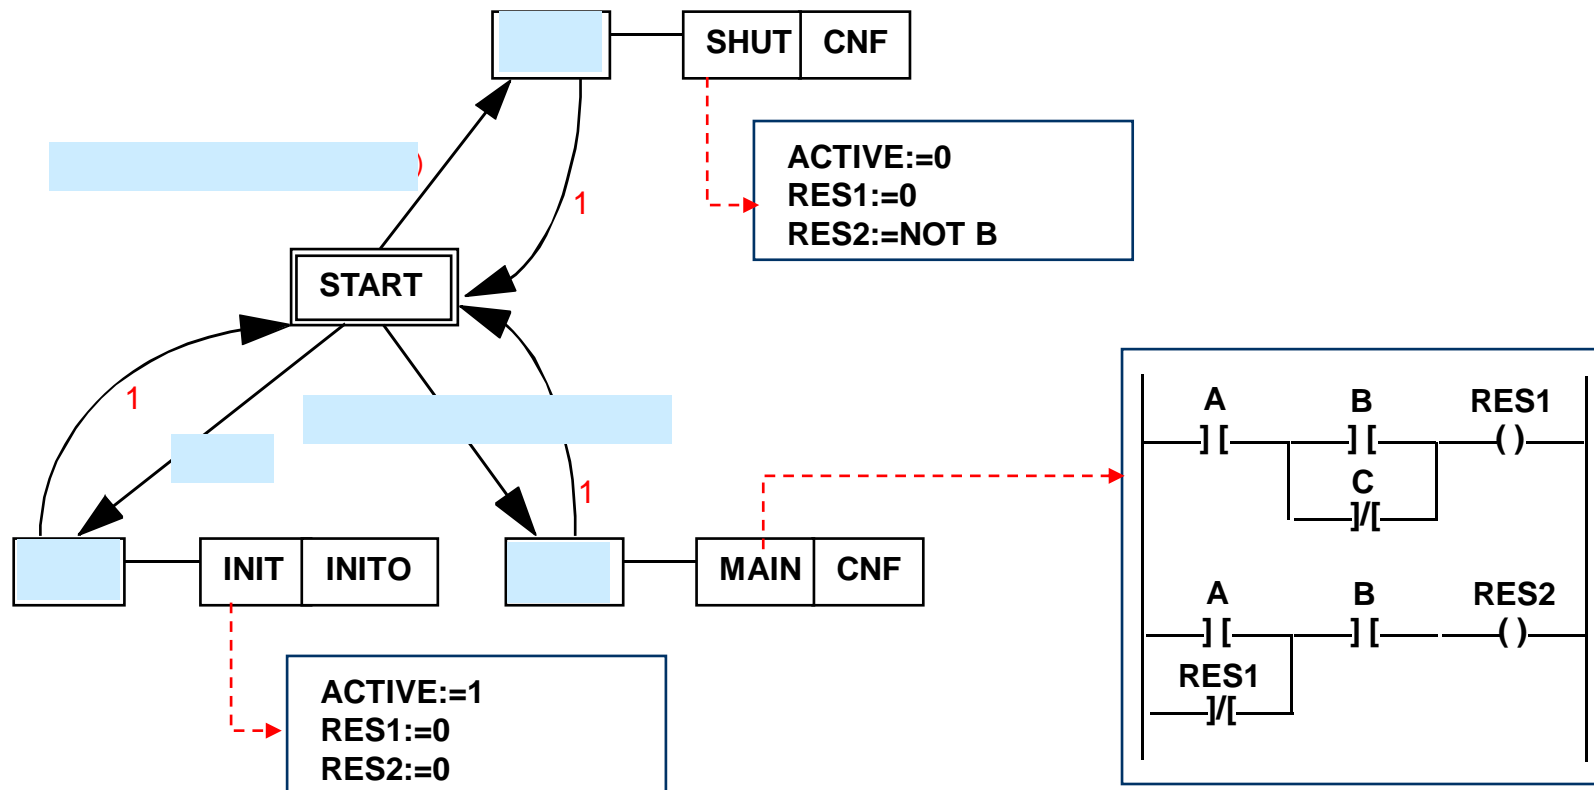 SHUT CNF
)
ACTIVE:=0
RES1:=0
RES2:=NOT B
1
START
1
1
INIT INITO
MAIN CNF
ACTIVE:=1
RES1:=0
RES2:=0
A B RES1
] [ ] [ ( )
C
]/[
A B RES2
] [ ] [ ( )
RES1
]/[